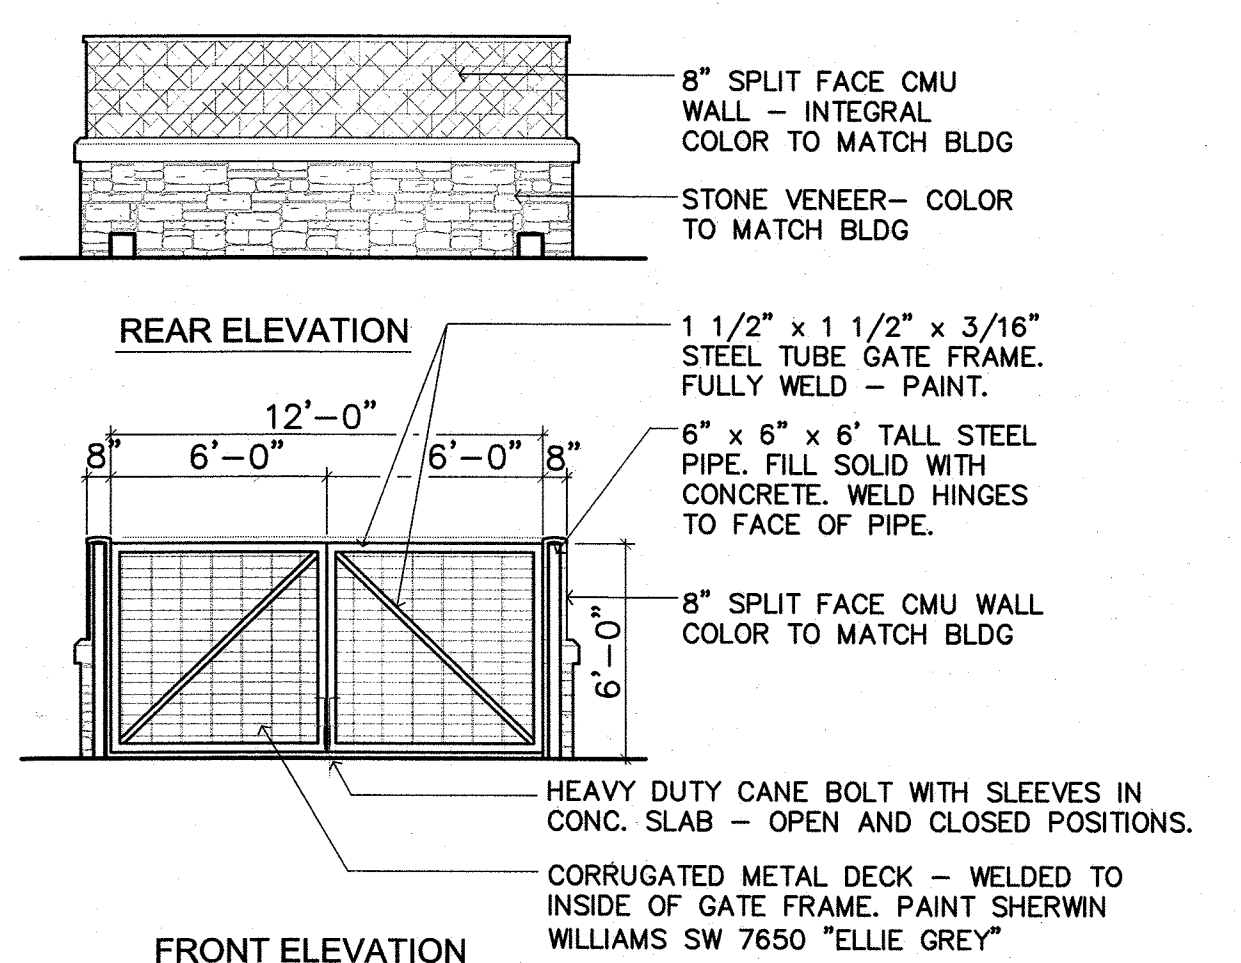 8" SPLIT FACE CMU
WALL – INTEGRAL
COLOR TO MATCH BLDG
STONE VENEER– COLOR
TO MATCH BLDG
REAR ELEVATION
1 1/2" x 1 1/2" x 3/16"
STEEL TUBE GATE FRAME.
FULLY WELD – PAINT.
12'–0"
8" 6'–0" 6'–0" 8"
6" x 6" x 6' TALL STEEL
PIPE. FILL SOLID WITH
CONCRETE. WELD HINGES
TO FACE OF PIPE.
8" SPLIT FACE CMU WALL
COLOR TO MATCH BLDG
6'–0"
HEAVY DUTY CANE BOLT WITH SLEEVES IN
CONC. SLAB – OPEN AND CLOSED POSITIONS.
CORRUGATED METAL DECK – WELDED TO
INSIDE OF GATE FRAME. PAINT SHERWIN
WILLIAMS SW 7650 "ELLIE GREY"
FRONT ELEVATION